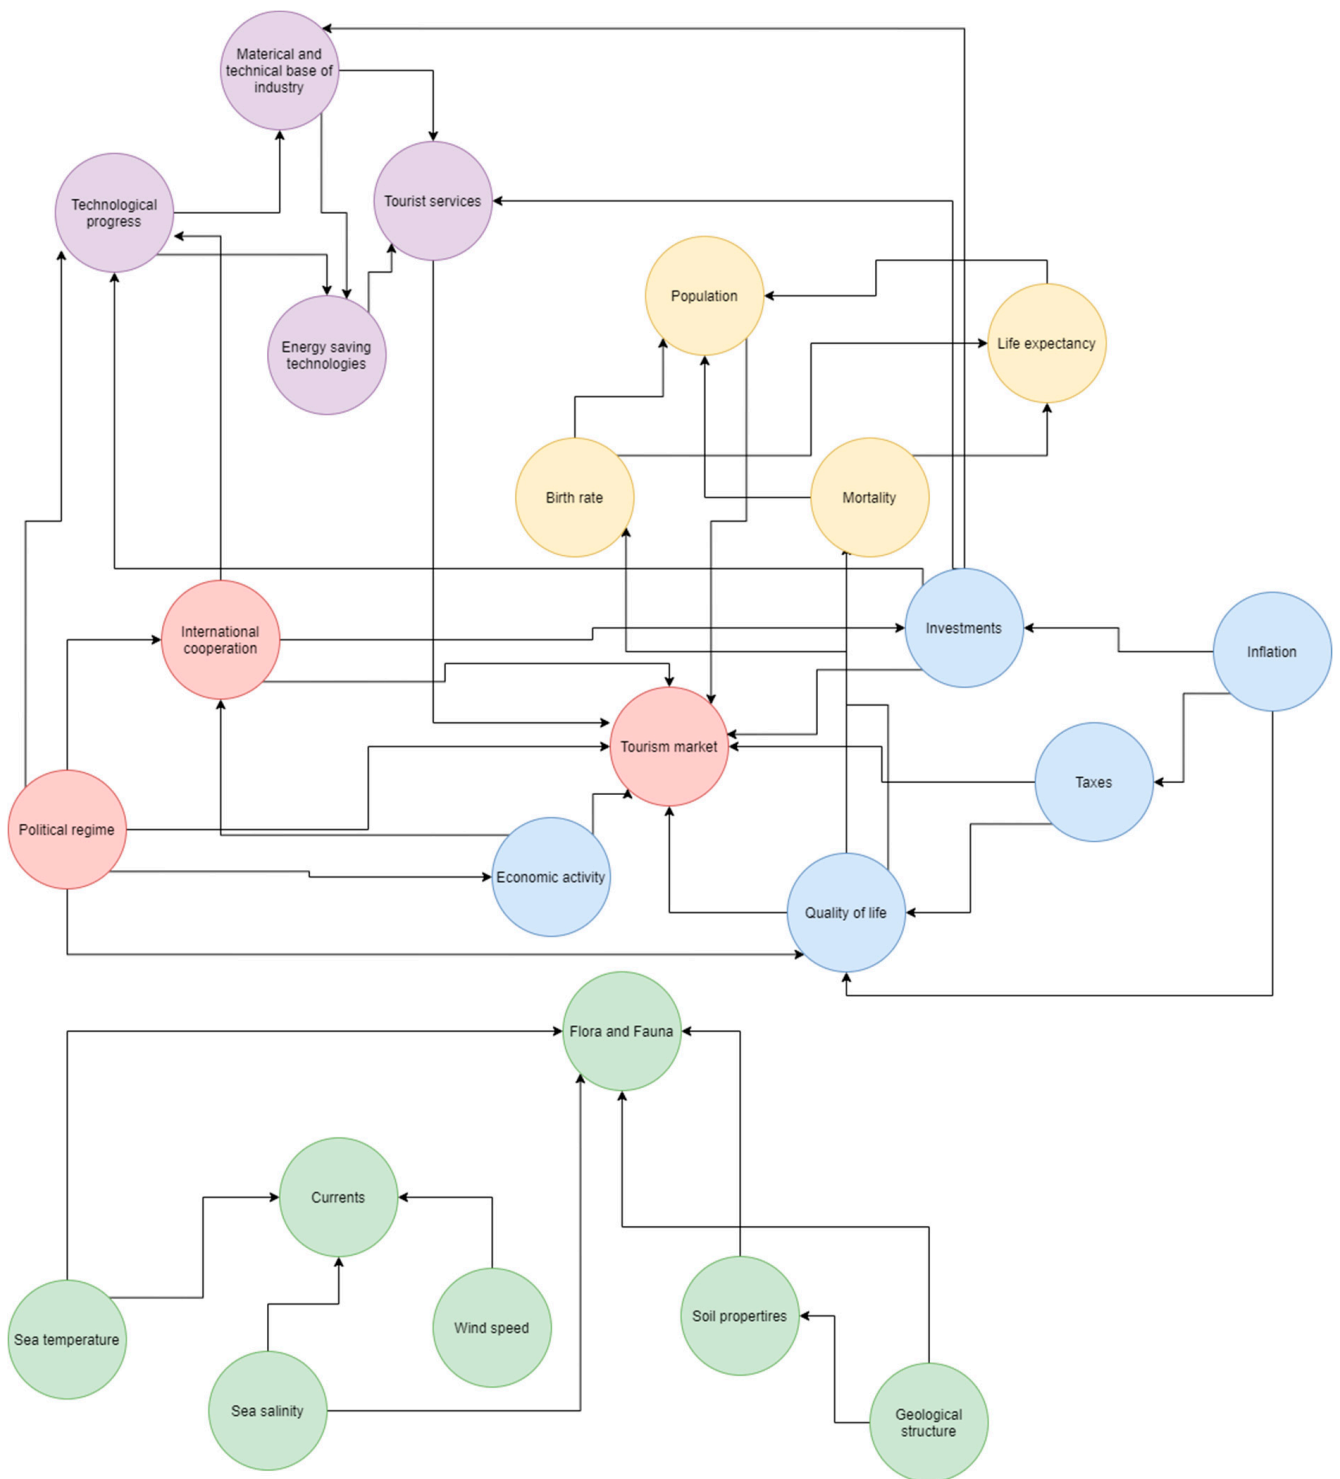 Materical and
technical base of
industry
Technological
progress
Tourist services
Population
Energy saving
technologies
Life expectancy
Birth rate
Mortality
International
cooperation
Investments
Inflation
Tourism market
Taxes
Political regime
Economic activity
Quality of life
Flora and Fauna
Currents
Sea temperature
Wind speed
Soil propertires
Sea salinity
Geological
structure